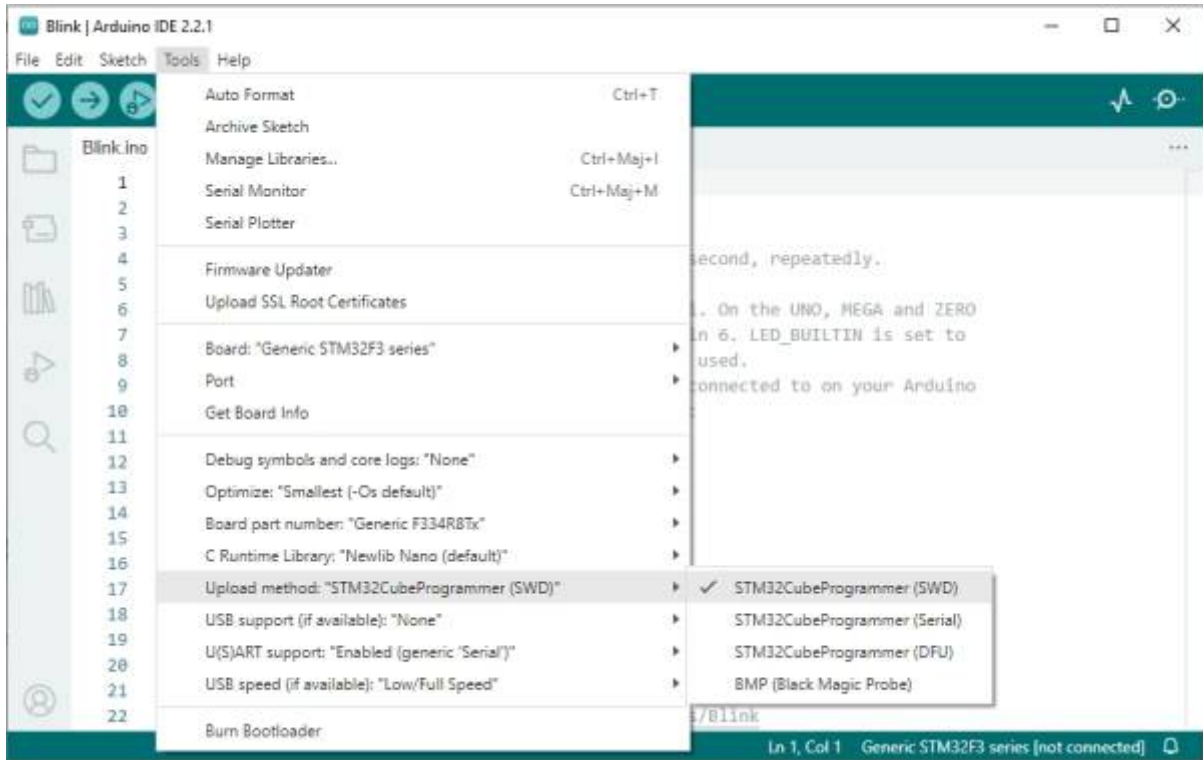 Blink | Arduino IDE 2.2.1
File Edit Sketch Tools Help
Auto Format Ctrl+T
Archive Sketch
Manage Libraries... Ctrl+Maj+I
Serial Monitor Ctrl+Maj+M
Serial Plotter
Firmware Updater
Upload SSL Root Certificates
Board: "Generic STM32F3 series"
Port
Get Board Info
Debug symbols and core logs: "None"
Optimize: "Smallest (-Os default)"
Board part number: "Generic F334R8Tx"
C Runtime Library: "Newlib Nano (default)"
Upload method: "STM32CubeProgrammer (SWD)"
USB support (if available): "None"
U(S)ART support: "Enabled (generic 'Serial')"
USB speed (if available): "Low/Full Speed"
Burn Bootloader
STM32CubeProgrammer (SWD)
STM32CubeProgrammer (Serial)
STM32CubeProgrammer (DFU)
BMP (Black Magic Probe)
Blink.ino
1
2
3
4 second, repeatedly.
5
6 . On the UNO, MEGA and ZERO
7 in 6. LED_BUILTIN is set to
8 used.
9 connected to on your Arduino
10
11
12
13
14
15
16
17
18
19
20
21
22 s/Blink
Ln 1, Col 1 Generic STM32F3 series [not connected]